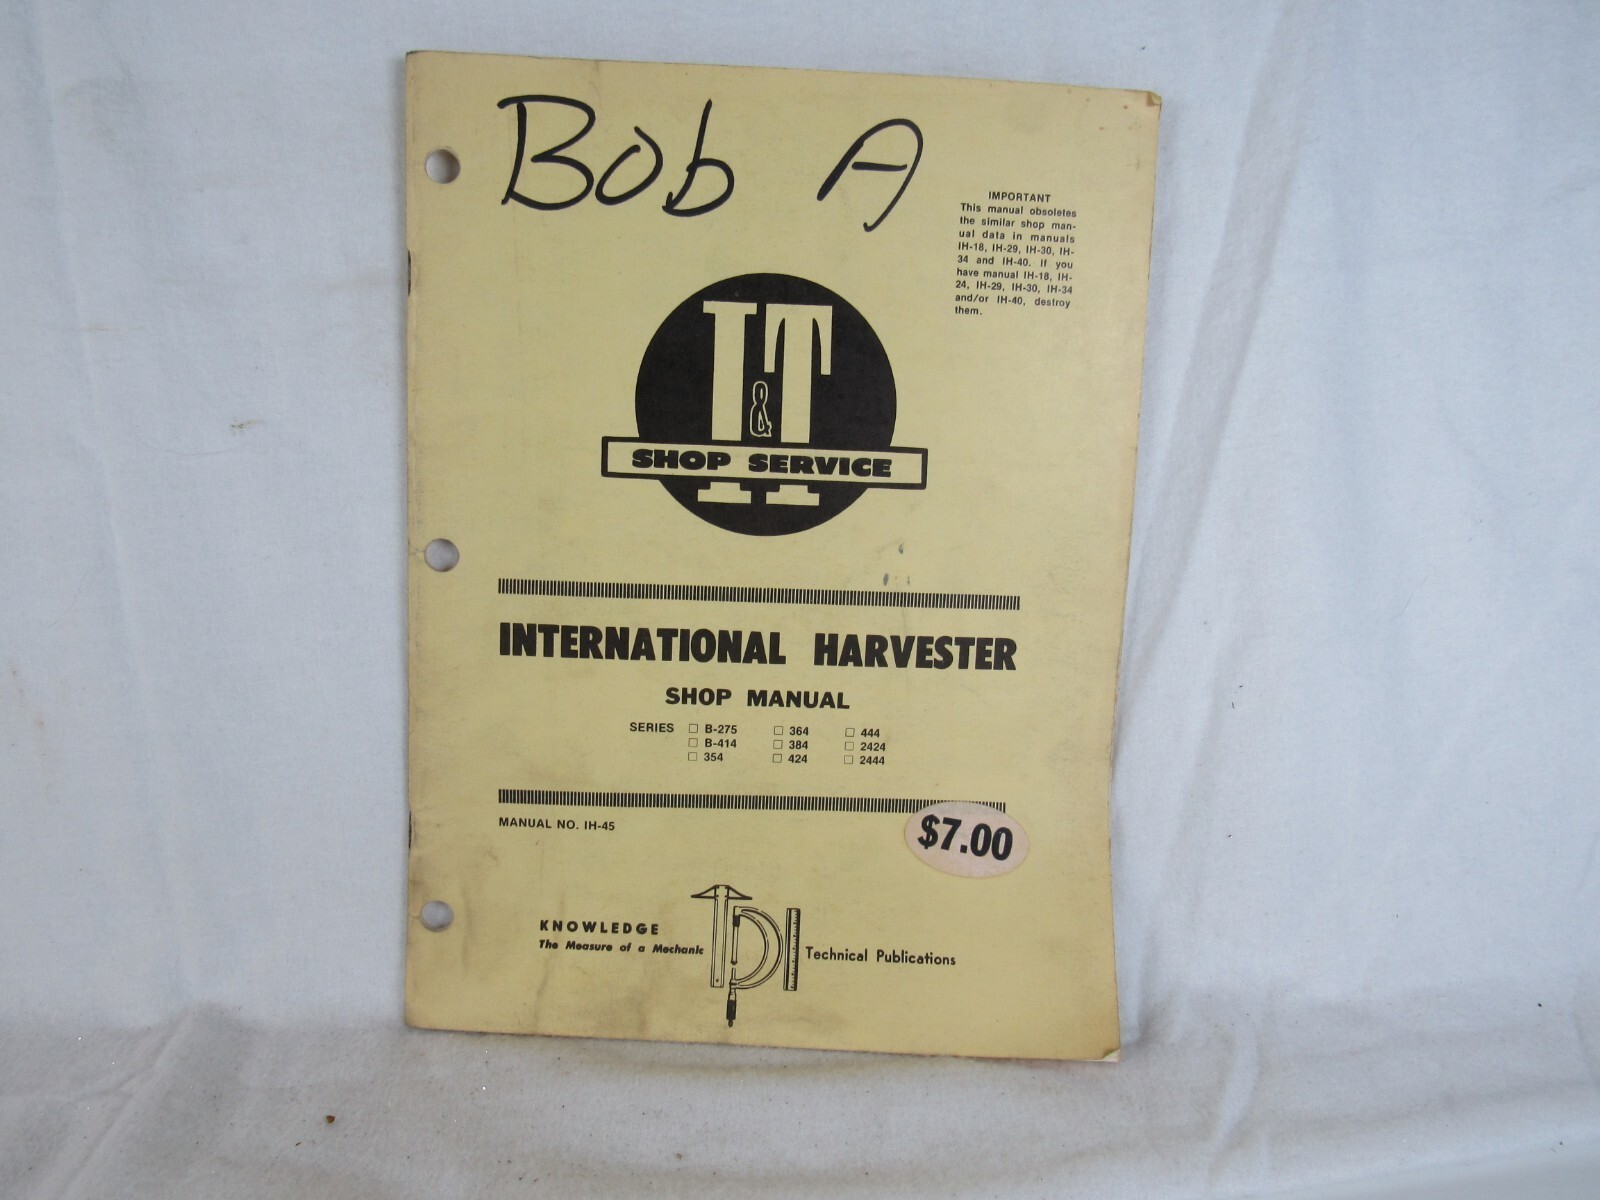 Bob A
IMPORTANT
This manual obsoletes
the similar shop man-
ual data in manuals
IH-18, IH-29, IH-30, IH-
34 and IH-40. If you
have manual IH-18, IH-
24, IH-29, IH-30, IH-34
and/or IH-40, destroy
them.
I&T
SHOP SERVICE
INTERNATIONAL HARVESTER
SHOP MANUAL
SERIES □ B-275 □ 364 □ 444
□ B-414 □ 384 □ 2424
□ 354 □ 424 □ 2444
MANUAL NO. IH-45
$7.00
KNOWLEDGE
The Measure of a Mechanic
TPI
Technical Publications